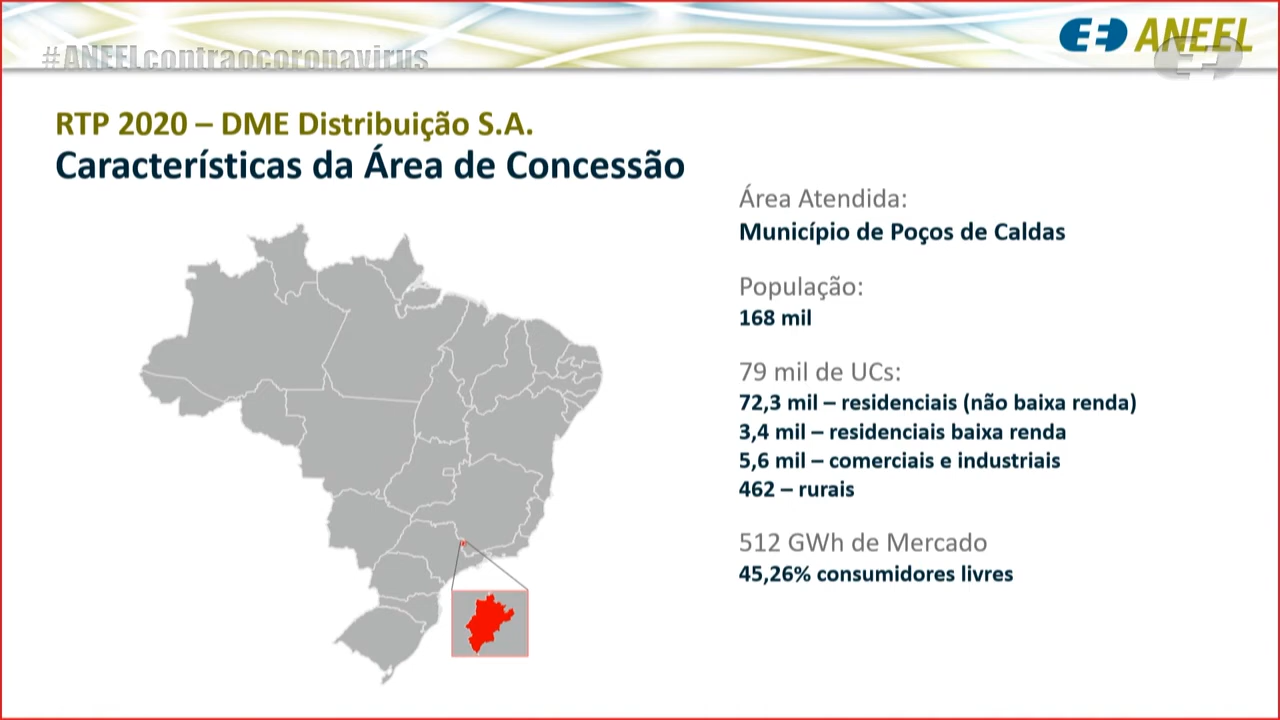 #ANEELcontraocoronavirus
ANEEL
RTP 2020 – DME Distribuição S.A.
Características da Área de Concessão
Área Atendida:
Município de Poços de Caldas
População:
168 mil
79 mil de UCs:
72,3 mil – residenciais (não baixa renda)
3,4 mil – residenciais baixa renda
5,6 mil – comerciais e industriais
462 – rurais
512 GWh de Mercado
45,26% consumidores livres